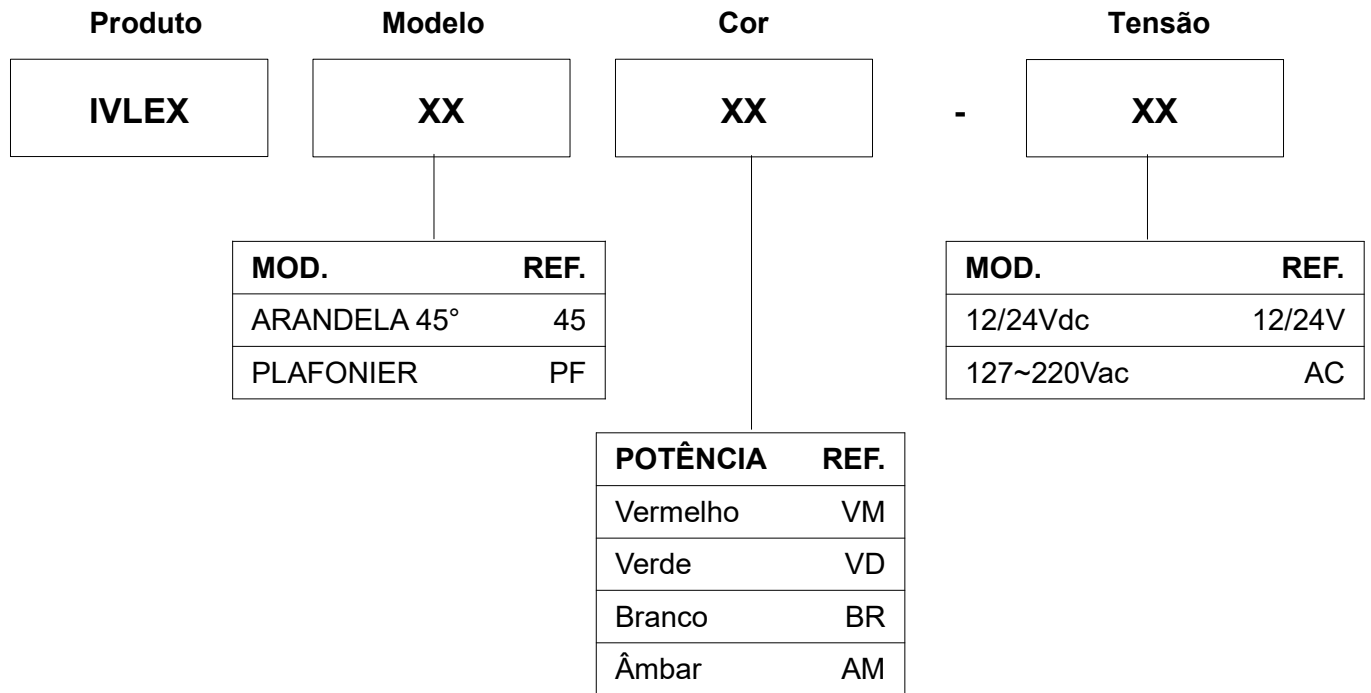 Produto Modelo Cor Tensão
IVLEX XX XX - XX
MOD. REF.
ARANDELA 45° 45
PLAFONIER PF
MOD. REF.
12/24Vdc 12/24V
127~220Vac AC
POTÊNCIA REF.
Vermelho VM
Verde VD
Branco BR
Âmbar AM